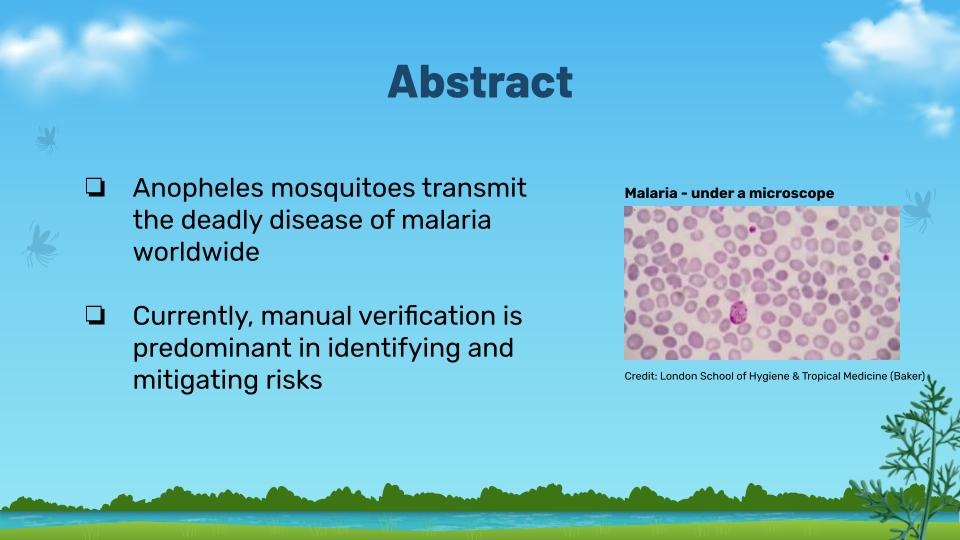 Abstract
❏ Anopheles mosquitoes transmit
the deadly disease of malaria
worldwide
❏ Currently, manual verification is
predominant in identifying and
mitigating risks
Malaria - under a microscope
Credit: London School of Hygiene & Tropical Medicine (Baker)